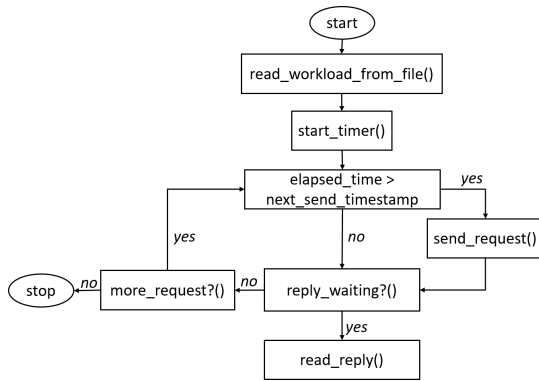 start
read_workload_from_file()
start_timer()
elapsed_time >
next_send_timestamp
yes
send_request()
yes
no
stop
no
more_request?()
no
reply_waiting?()
yes
read_reply()